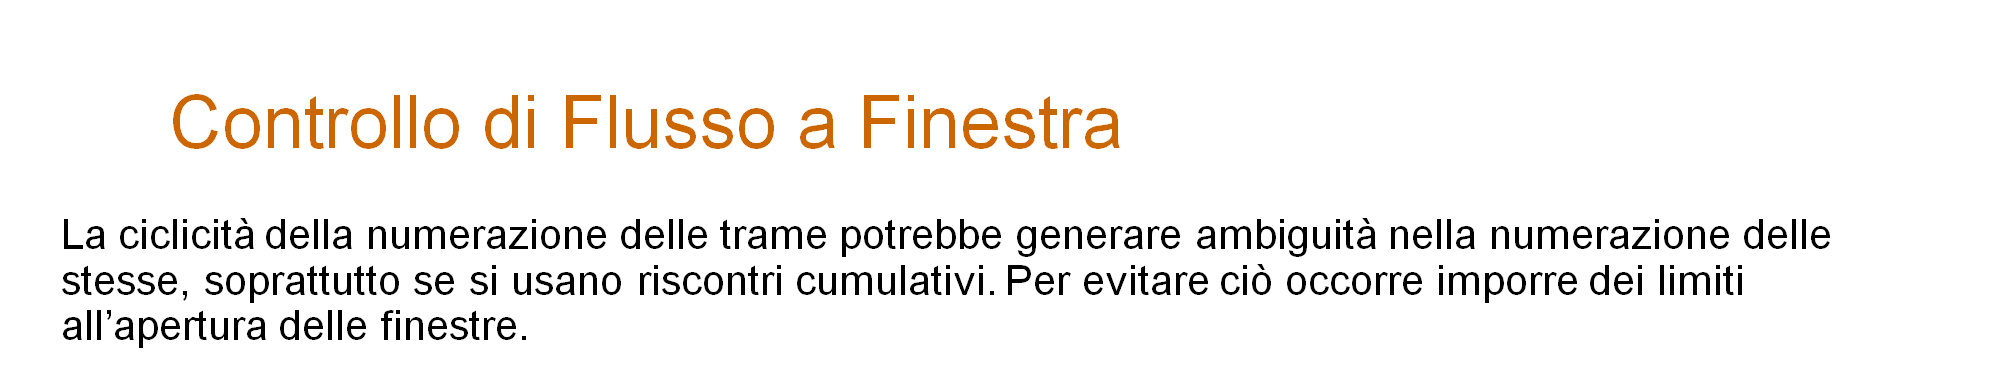 Controllo di Flusso a Finestra
La ciclicità della numerazione delle trame potrebbe generare ambiguità nella numerazione delle
stesse, soprattutto se si usano riscontri cumulativi. Per evitare ciò occorre imporre dei limiti
all’apertura delle finestre.